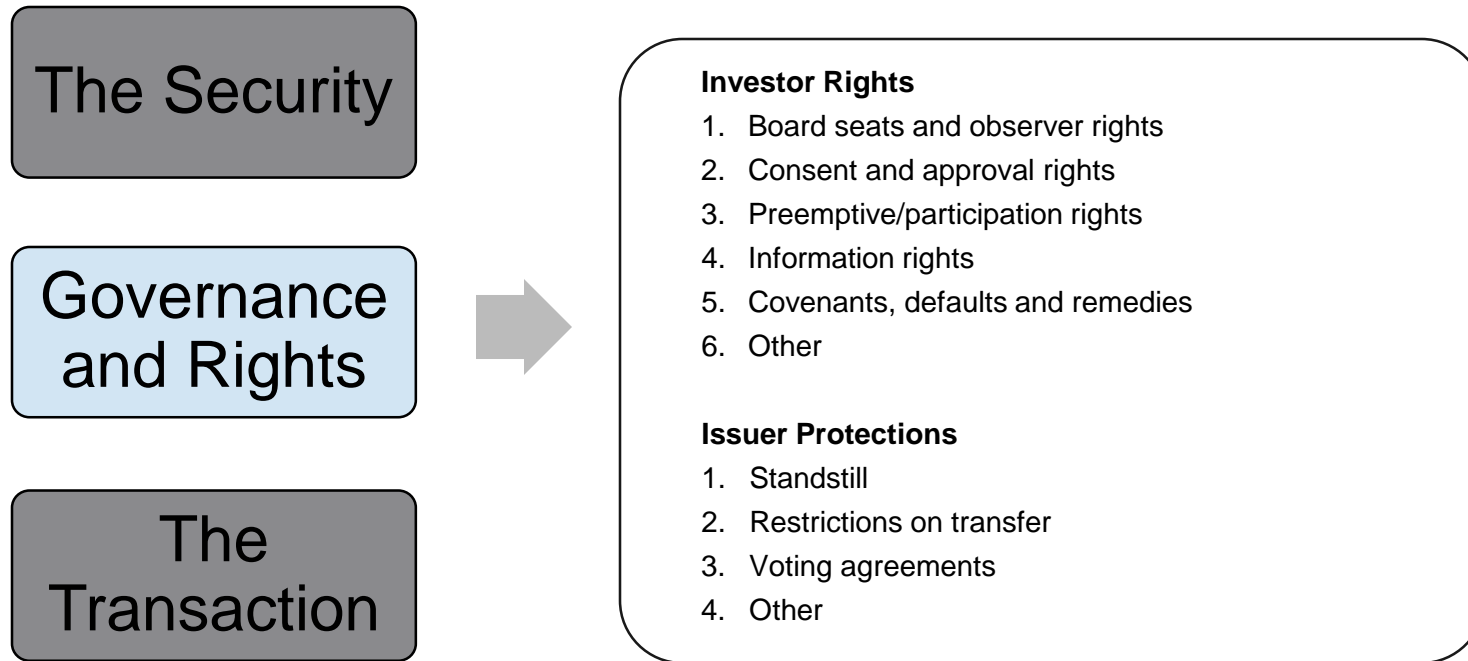 The Security
Governance
and Rights
The
Transaction
Investor Rights
1. Board seats and observer rights
2. Consent and approval rights
3. Preemptive/participation rights
4. Information rights
5. Covenants, defaults and remedies
6. Other
Issuer Protections
1. Standstill
2. Restrictions on transfer
3. Voting agreements
4. Other